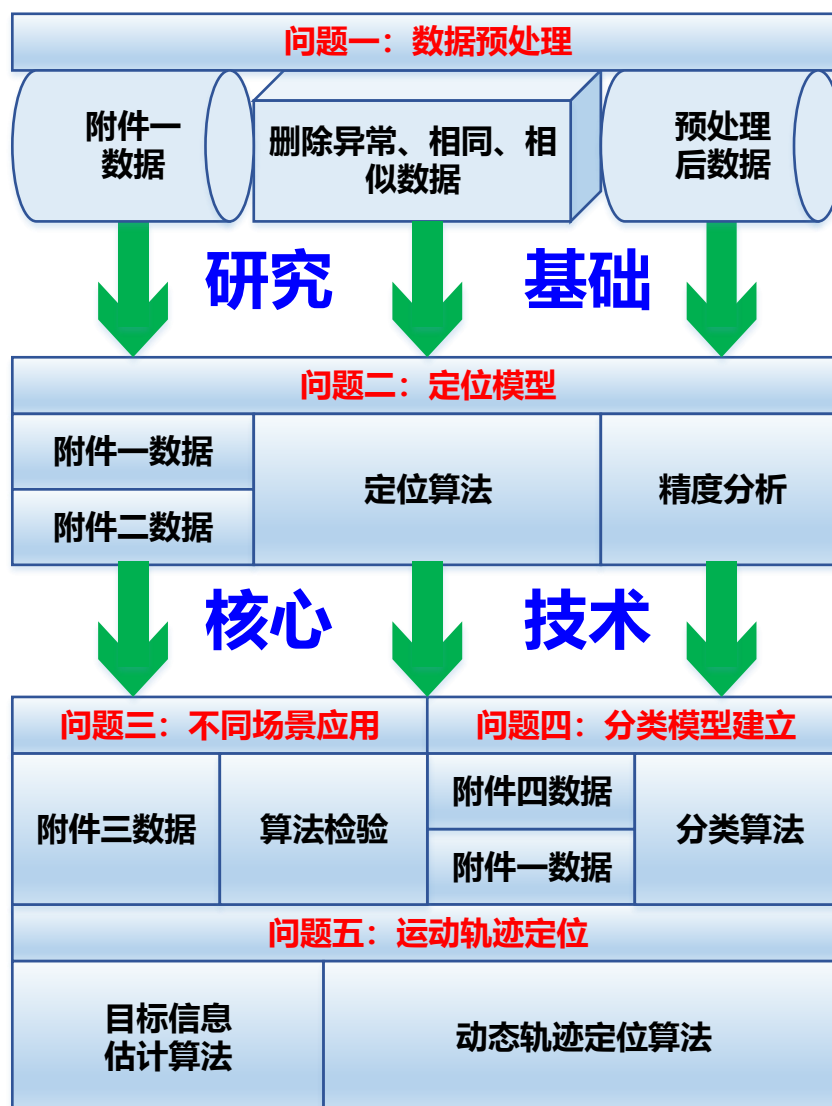 问题一：数据预处理
附件一
数据
删除异常、相同、相
似数据
预处理
后数据
研究
基础
问题二：定位模型
附件一数据
附件二数据
定位算法
精度分析
核心
技术
问题三：不同场景应用
问题四：分类模型建立
附件三数据
算法检验
附件四数据
附件一数据
分类算法
问题五：运动轨迹定位
目标信息
估计算法
动态轨迹定位算法